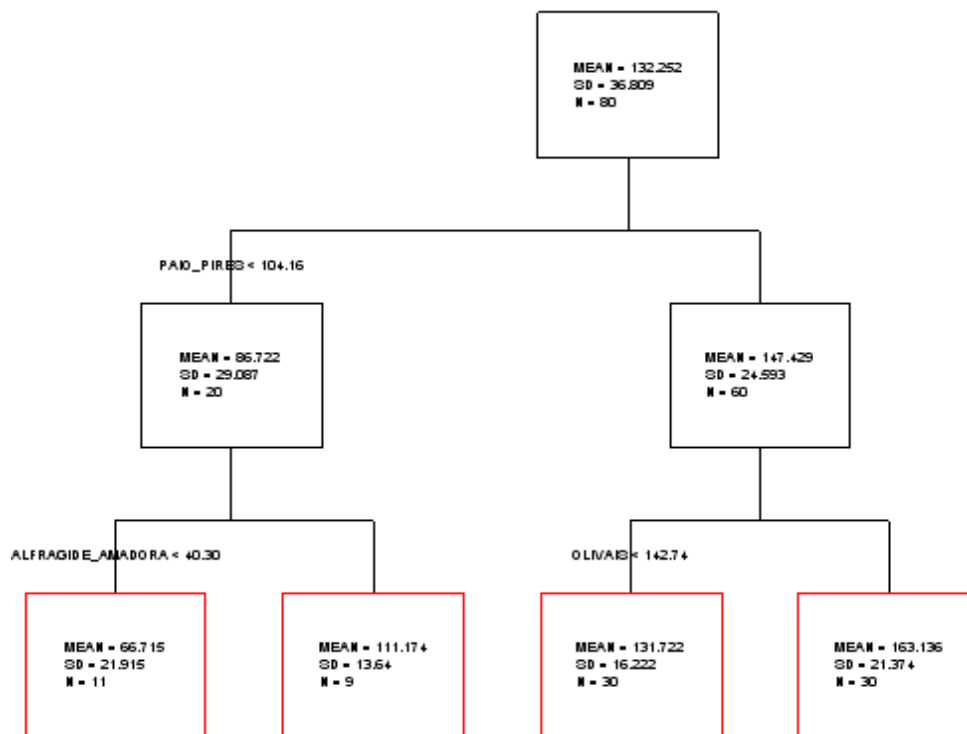 MEAN = 132.252
SD = 36.809
N = 80
PAIO_PIRES < 104.16
MEAN = 86.722
SD = 29.087
N = 20
MEAN = 147.429
SD = 24.593
N = 60
ALFRAGIDE_AMADORA < 40.30
OLIVAIS < 142.74
MEAN = 66.715
SD = 21.915
N = 11
MEAN = 111.174
SD = 13.64
N = 9
MEAN = 131.722
SD = 16.222
N = 30
MEAN = 163.136
SD = 21.374
N = 30